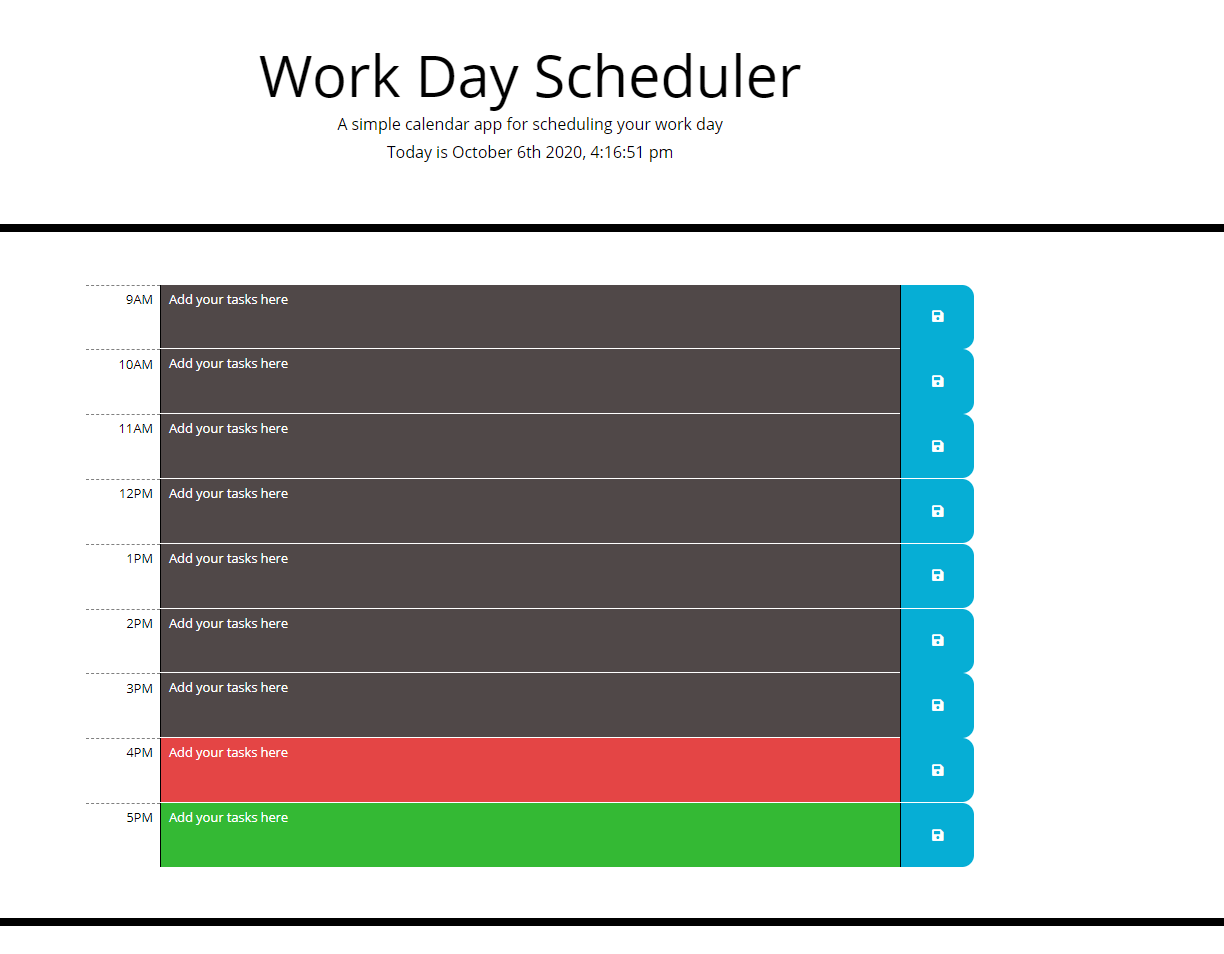 Work Day Scheduler
A simple calendar app for scheduling your work day
Today is October 6th 2020, 4:16:51 pm
9AM Add your tasks here
10AM Add your tasks here
11AM Add your tasks here
12PM Add your tasks here
1PM Add your tasks here
2PM Add your tasks here
3PM Add your tasks here
4PM Add your tasks here
5PM Add your tasks here